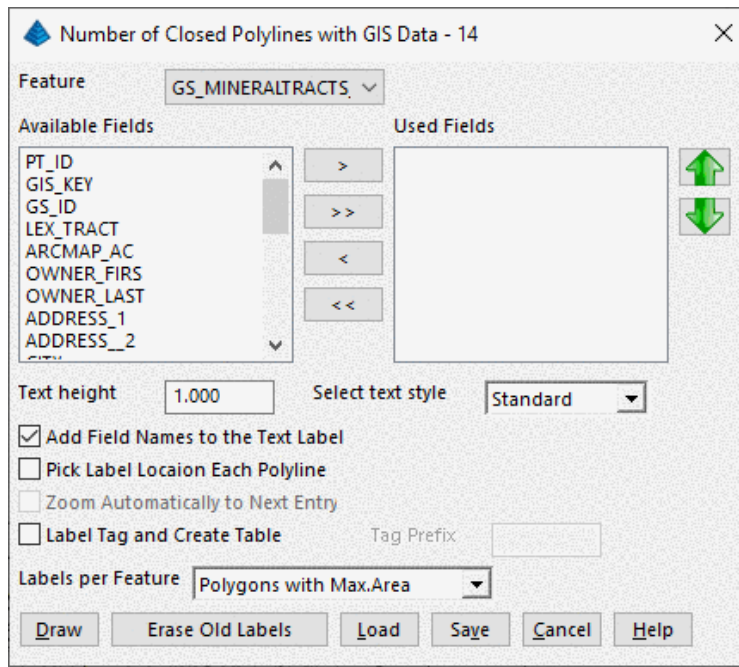 Number of Closed Polylines with GIS Data - 14
Feature GS_MINERALTRACTS_
Available Fields Used Fields
PT_ID
GIS_KEY
GS_ID
LEX_TRACT
ARCMAP_AC
OWNER_FIRS
OWNER_LAST
ADDRESS_1
ADDRESS__2
>
>>
<
<<
Text height 1.000 Select text style Standard
Add Field Names to the Text Label
Pick Label Locaion Each Polyline
Zoom Automatically to Next Entry
Label Tag and Create Table Tag Prefix
Labels per Feature Polygons with Max.Area
Draw Erase Old Labels Load Save Cancel Help